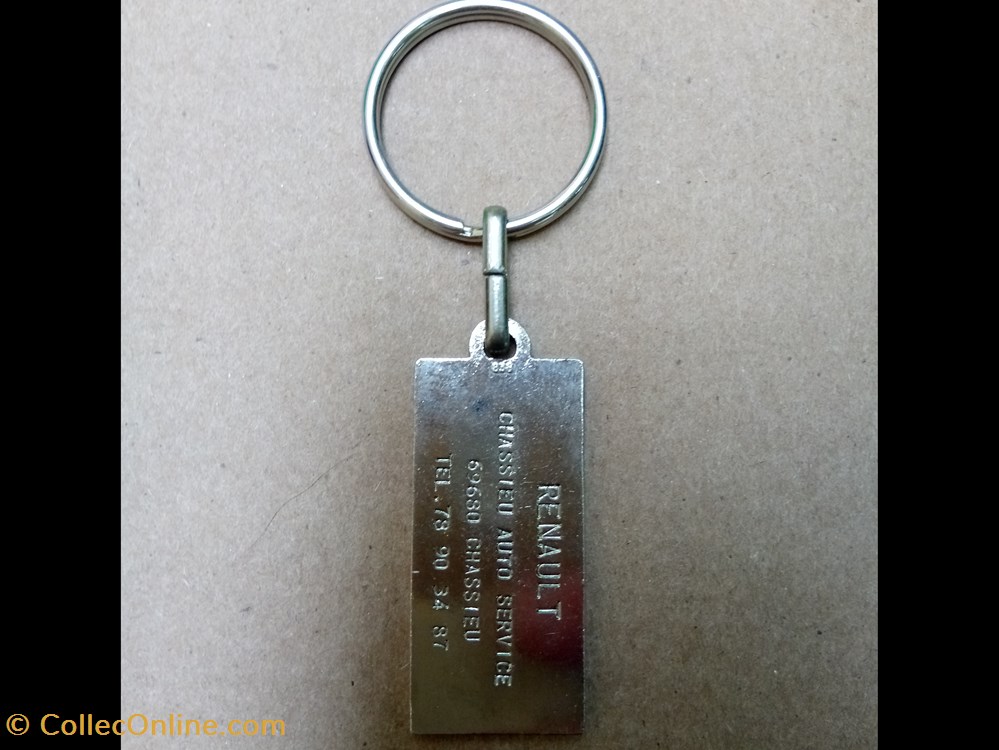 RENAULT
CHASSIEU AUTO SERVICE
69680 CHASSIEU
TEL.78 90 34 87
© CollecOnline.com